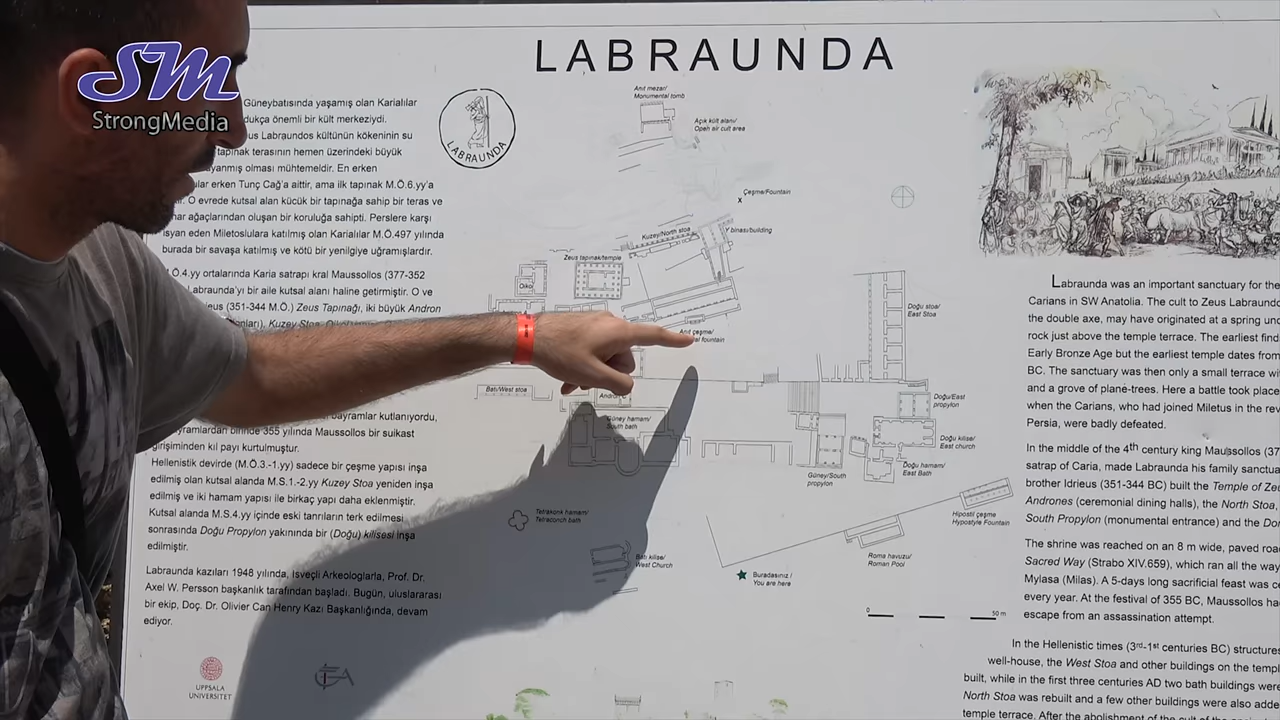 SM
StrongMedia
LABRAUNDA
Güneybatısında yaşamış olan Karialılar
dukça önemli bir kült merkeziydi.
us Labraundos kültünün kökeninin su
tapınak terasının hemen üzerindeki büyük
yanmış olması muhtemeldir. En erken
lar erken Tunç Çağ'a aittir, ama ilk tapınak M.Ö.6.yy'a
O evrede kutsal alan kücük bir tapınağa sahip bir teras ve
nar ağaçlarından oluşan bir koruluğa sahipti. Perslere karşı
isyan eden Miletoslulara katılmış olan Karialılar M.Ö.497 yılında
burada bir savaşa katılmış ve kötü bir yenilgiye uğramışlardır.
.Ö.4.yy ortalarında Karia satrapı kral Maussollos (377-352
Labraunda'yı bir aile kutsal alanı haline getirmiştir. O ve
rieus (351-344 M.Ö.) Zeus Tapınağı, iki büyük Andron
Kuzey Stoa
bayramlar kutlanıyordu,
yramlardan birinde 355 yılında Maussollos bir suikast
girişiminden kıl payı kurtulmuştur.
Hellenistik devirde (M.Ö.3.-1.yy) sadece bir çeşme yapısı inşa
edilmiş olan kutsal alanda M.S.1.-2.yy Kuzey Stoa yeniden inşa
edilmiş ve iki hamam yapısı ile birkaç yapı daha eklenmiştir.
Kutsal alanda M.S.4.yy içinde eski tanrıların terk edilmesi
sonrasında Doğu Propylon yakınında bir (Doğu) kilisesi inşa
edilmiştir.
Labraunda kazıları 1948 yılında, İsveçli Arkeologlarla, Prof. Dr.
Axel W. Persson başkanlık tarafından başladı. Bugün, uluslararası
bir ekip, Doç. Dr. Olivier Can Henry Kazı Başkanlığında, devam
ediyor.
UPPSALA
UNIVERSITET
LABRAUNDA
Anıt mezar/
Monumental tomb
Açık kült alanı/
Open air cult area
Çeşme/Fountain
x
Kuzey/North stoa
Y binası/building
Zeus tapınak/temple
Oikoi
Anıt çeşme/
al fountain
Doğu stoa/
East Stoa
Batı/West stoa
Andron C
Güney hamam/
South bath
Doğu/East
propylon
Doğu kilise/
East church
Doğu hamam/
East Bath
Güney/South
propylon
Tetrakonk hamam/
Tetraconch bath
Batı kilise/
West Church
Hipostil çeşme
Hypostyle Fountain
Roma havuzu/
Roman Pool
Buradasınız /
You are here
0 50 m
Labraunda was an important sanctuary for the
Carians in SW Anatolia. The cult to Zeus Labraundo
the double axe, may have originated at a spring und
rock just above the temple terrace. The earliest find
Early Bronze Age but the earliest temple dates from
BC. The sanctuary was then only a small terrace wi
and a grove of plane-trees. Here a battle took place
when the Carians, who had joined Miletus in the rev
Persia, were badly defeated.
In the middle of the 4th century king Maussollos (37
satrap of Caria, made Labraunda his family sanctua
brother Idrieus (351-344 BC) built the Temple of Zeu
Andrones (ceremonial dining halls), the North Stoa,
South Propylon (monumental entrance) and the Do
The shrine was reached on an 8 m wide, paved road
Sacred Way (Strabo XIV.659), which ran all the way
Mylasa (Milas). A 5-days long sacrificial feast was c
every year. At the festival of 355 BC, Maussollos ha
escape from an assassination attempt.
In the Hellenistic times (3rd-1st centuries BC) structures
well-house, the West Stoa and other buildings on the templ
built, while in the first three centuries AD two bath buildings were
North Stoa was rebuilt and a few other buildings were also adde
temple terrace. After the abolishment of the cult of the